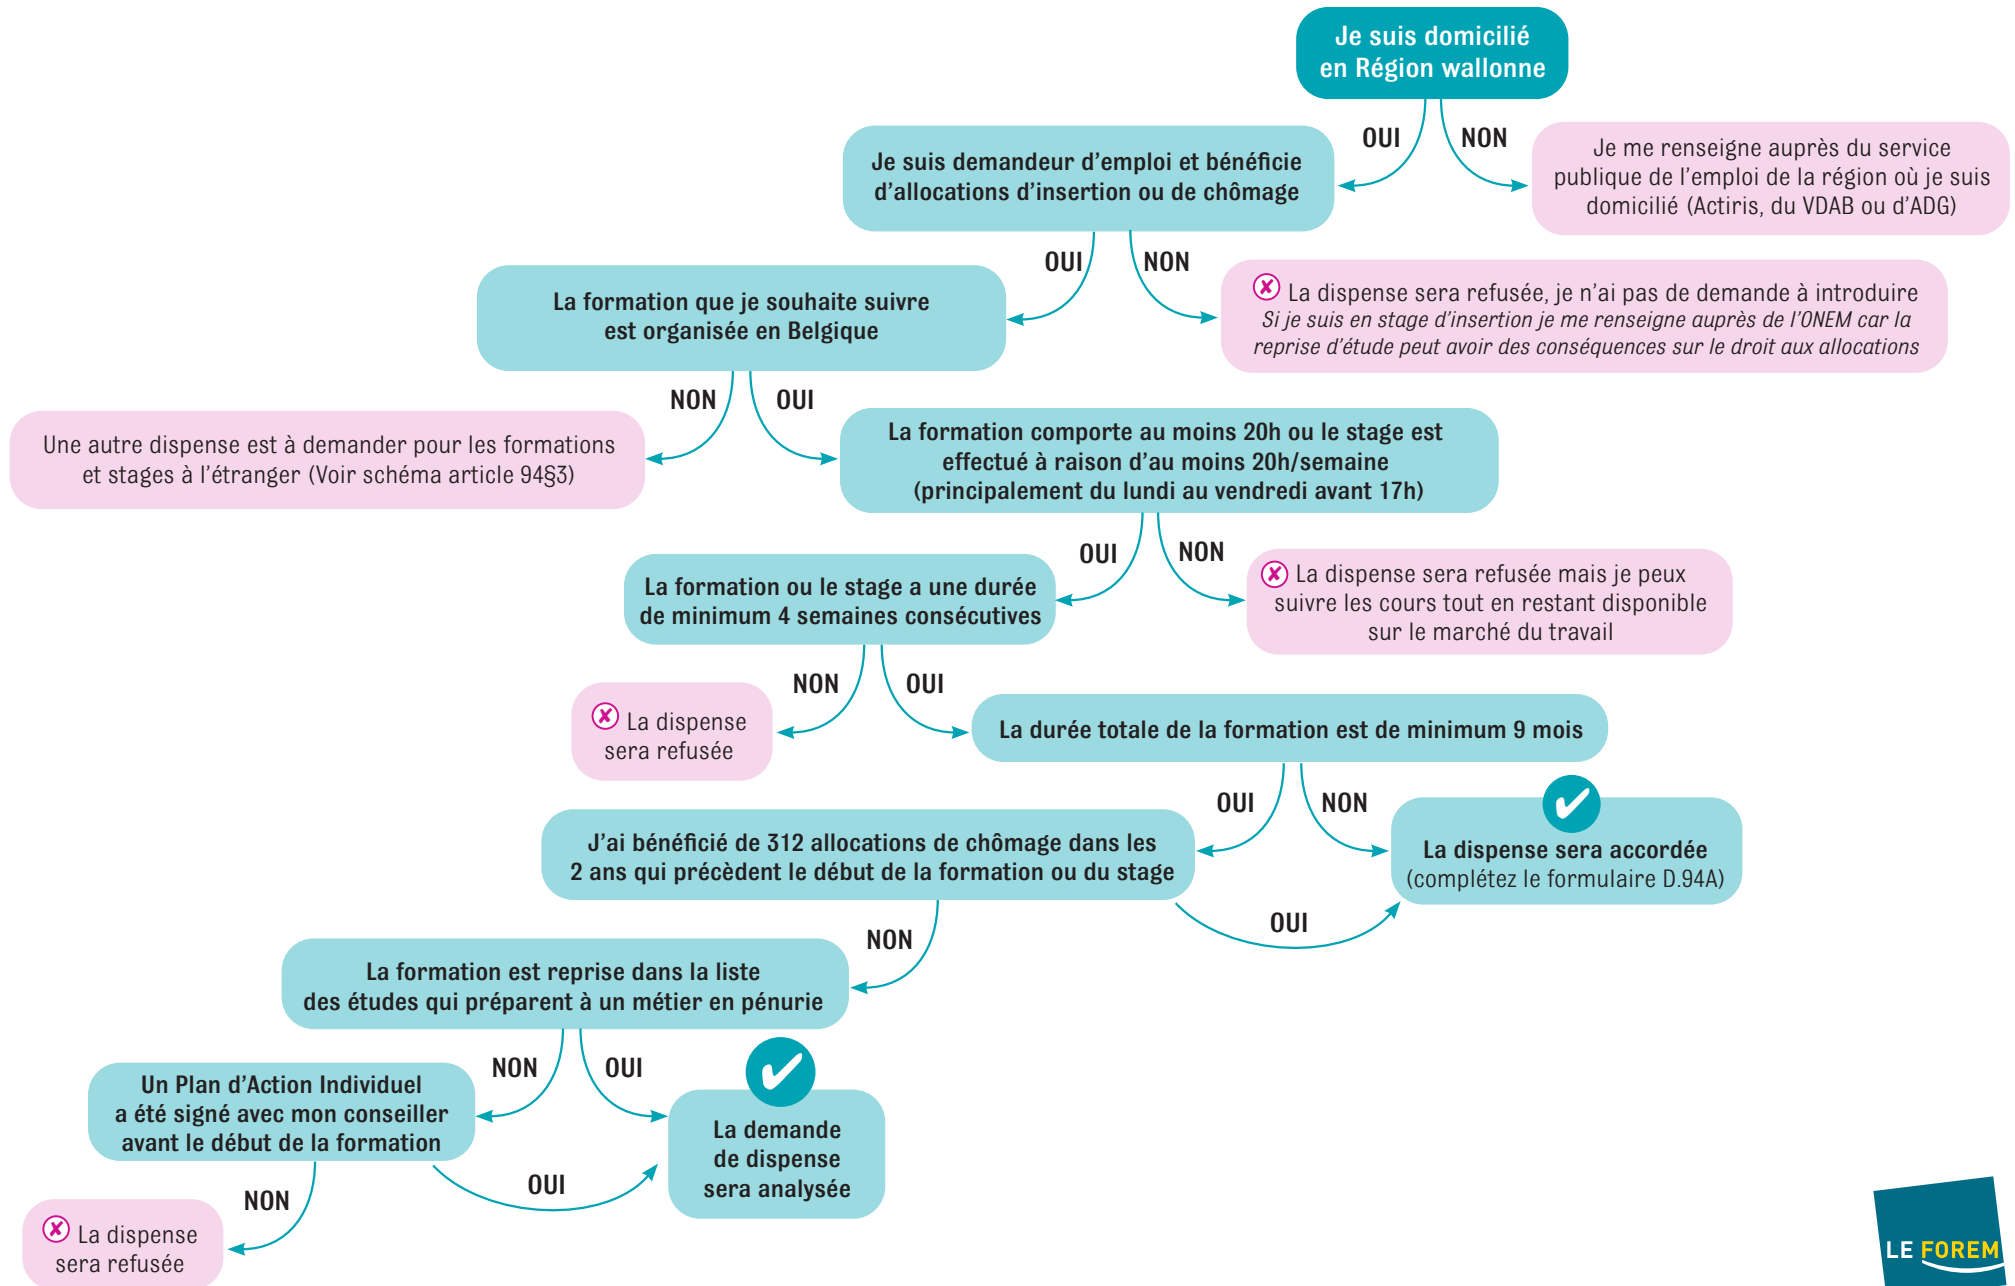 Je suis domicilié
en Région wallonne
OUI
NON
Je suis demandeur d'emploi et bénéficie
d'allocations d'insertion ou de chômage
Je me renseigne auprès du service
publique de l'emploi de la région où je suis
domicilié (Actiris, du VDAB ou d'ADG)
OUI
NON
La formation que je souhaite suivre
est organisée en Belgique
La dispense sera refusée, je n'ai pas de demande à introduire
Si je suis en stage d'insertion je me renseigne auprès de l'ONEM car la
reprise d'étude peut avoir des conséquences sur le droit aux allocations
NON
OUI
Une autre dispense est à demander pour les formations
et stages à l'étranger (Voir schéma article 94§3)
La formation comporte au moins 20h ou le stage est
effectué à raison d'au moins 20h/semaine
(principalement du lundi au vendredi avant 17h)
OUI
NON
La formation ou le stage a une durée
de minimum 4 semaines consécutives
La dispense sera refusée mais je peux
suivre les cours tout en restant disponible
sur le marché du travail
NON
OUI
La dispense
sera refusée
La durée totale de la formation est de minimum 9 mois
OUI
NON
J'ai bénéficié de 312 allocations de chômage dans les
2 ans qui précèdent le début de la formation ou du stage
La dispense sera accordée
(complétez le formulaire D.94A)
OUI
NON
La formation est reprise dans la liste
des études qui préparent à un métier en pénurie
NON
OUI
Un Plan d'Action Individuel
a été signé avec mon conseiller
avant le début de la formation
La demande
de dispense
sera analysée
OUI
NON
La dispense
sera refusée
LE FOREM